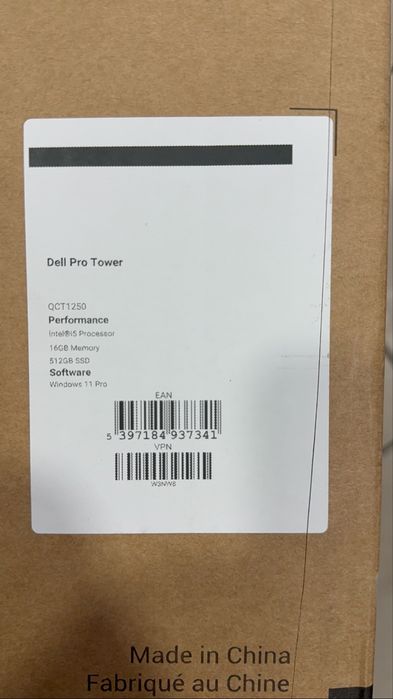 Dell Pro Tower
QCT1250
Performance
Intel®i5 Processor
16GB Memory
512GB SSD
Software
Windows 11 Pro
EAN
5 397184 937341
VPN
W3NW6
Made in China
Fabriqué au Chine